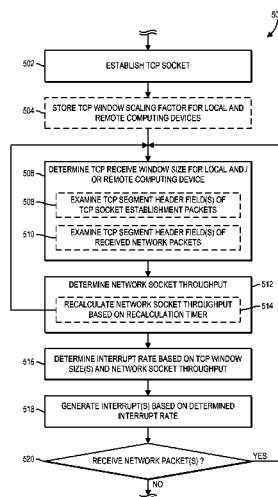 50
502
ESTABLISH TCP SOCKET
504
STORE TCP WINDOW SCALING FACTOR FOR LOCAL AND
REMOTE COMPUTING DEVICES
506
DETERMINE TCP RECEIVE WINDOW SIZE FOR LOCAL AND /
OR REMOTE COMPUTING DEVICE
508
EXAMINE TCP SEGMENT HEADER FIELD(S) OF
TCP SOCKET ESTABLISHMENT PACKETS
510
EXAMINE TCP SEGMENT HEADER FIELD(S) OF
RECEIVED NETWORK PACKETS
DETERMINE NETWORK SOCKET THROUGHPUT
512
RECALCULATE NETWORK SOCKET THROUGHPUT
BASED ON RECALCULATION TIMER
514
516
DETERMINE INTERRUPT RATE BASED ON TCP WINDOW
SIZE(S) AND NETWORK SOCKET THROUGHPUT
518
GENERATE INTERRUPT(S) BASED ON DETERMINED
INTERRUPT RATE
520
RECEIVE NETWORK PACKET(S) ?
YES
NO